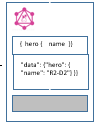 { hero { name }}
"data": {"hero": {
"name": "R2-D2"} }}